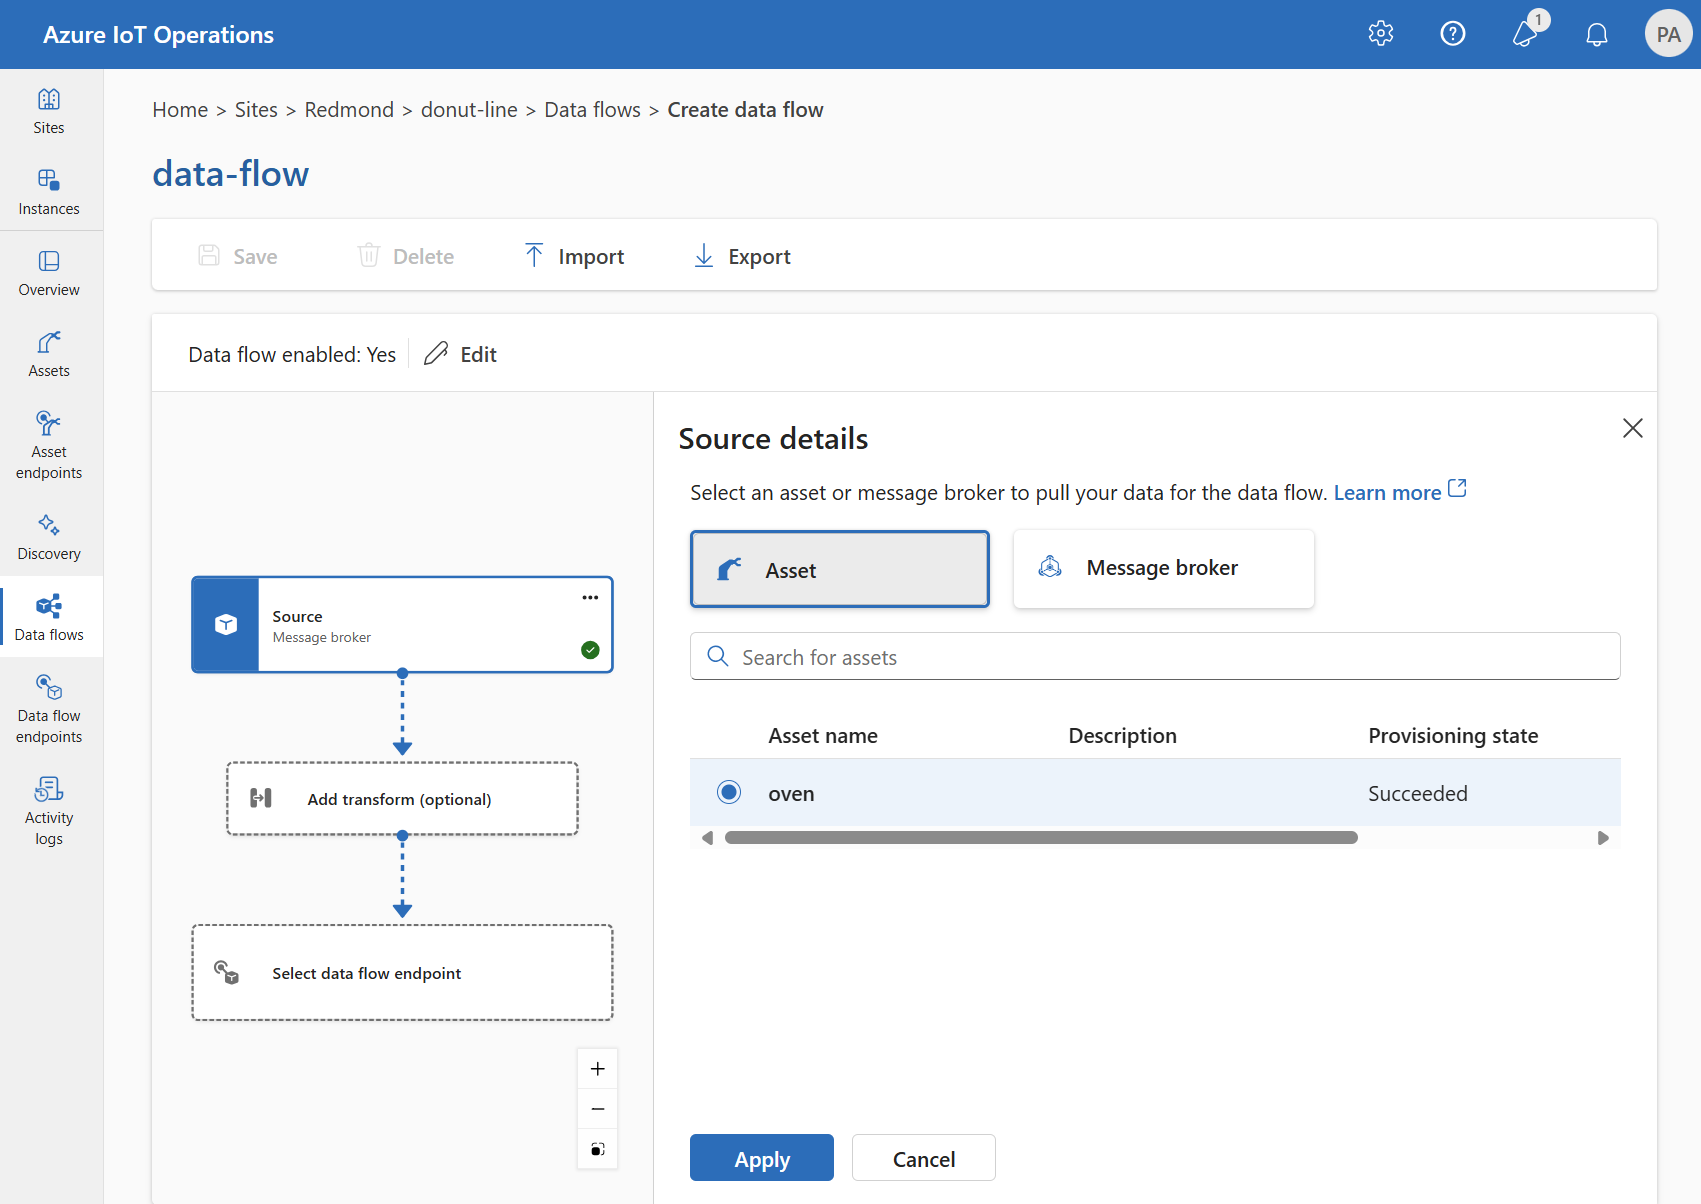 Azure IoT Operations
1
PA
Sites
Instances
Overview
Assets
Asset
endpoints
Discovery
Data flows
Data flow
endpoints
Activity
logs
Home > Sites > Redmond > donut-line > Data flows > Create data flow
data-flow
Save
Delete
Import
Export
Data flow enabled: Yes
Edit
Source
Message broker
Add transform (optional)
Select data flow endpoint
Source details
Select an asset or message broker to pull your data for the data flow. Learn more
Asset
Message broker
Search for assets
Asset name Description Provisioning state
oven Succeeded
Apply
Cancel